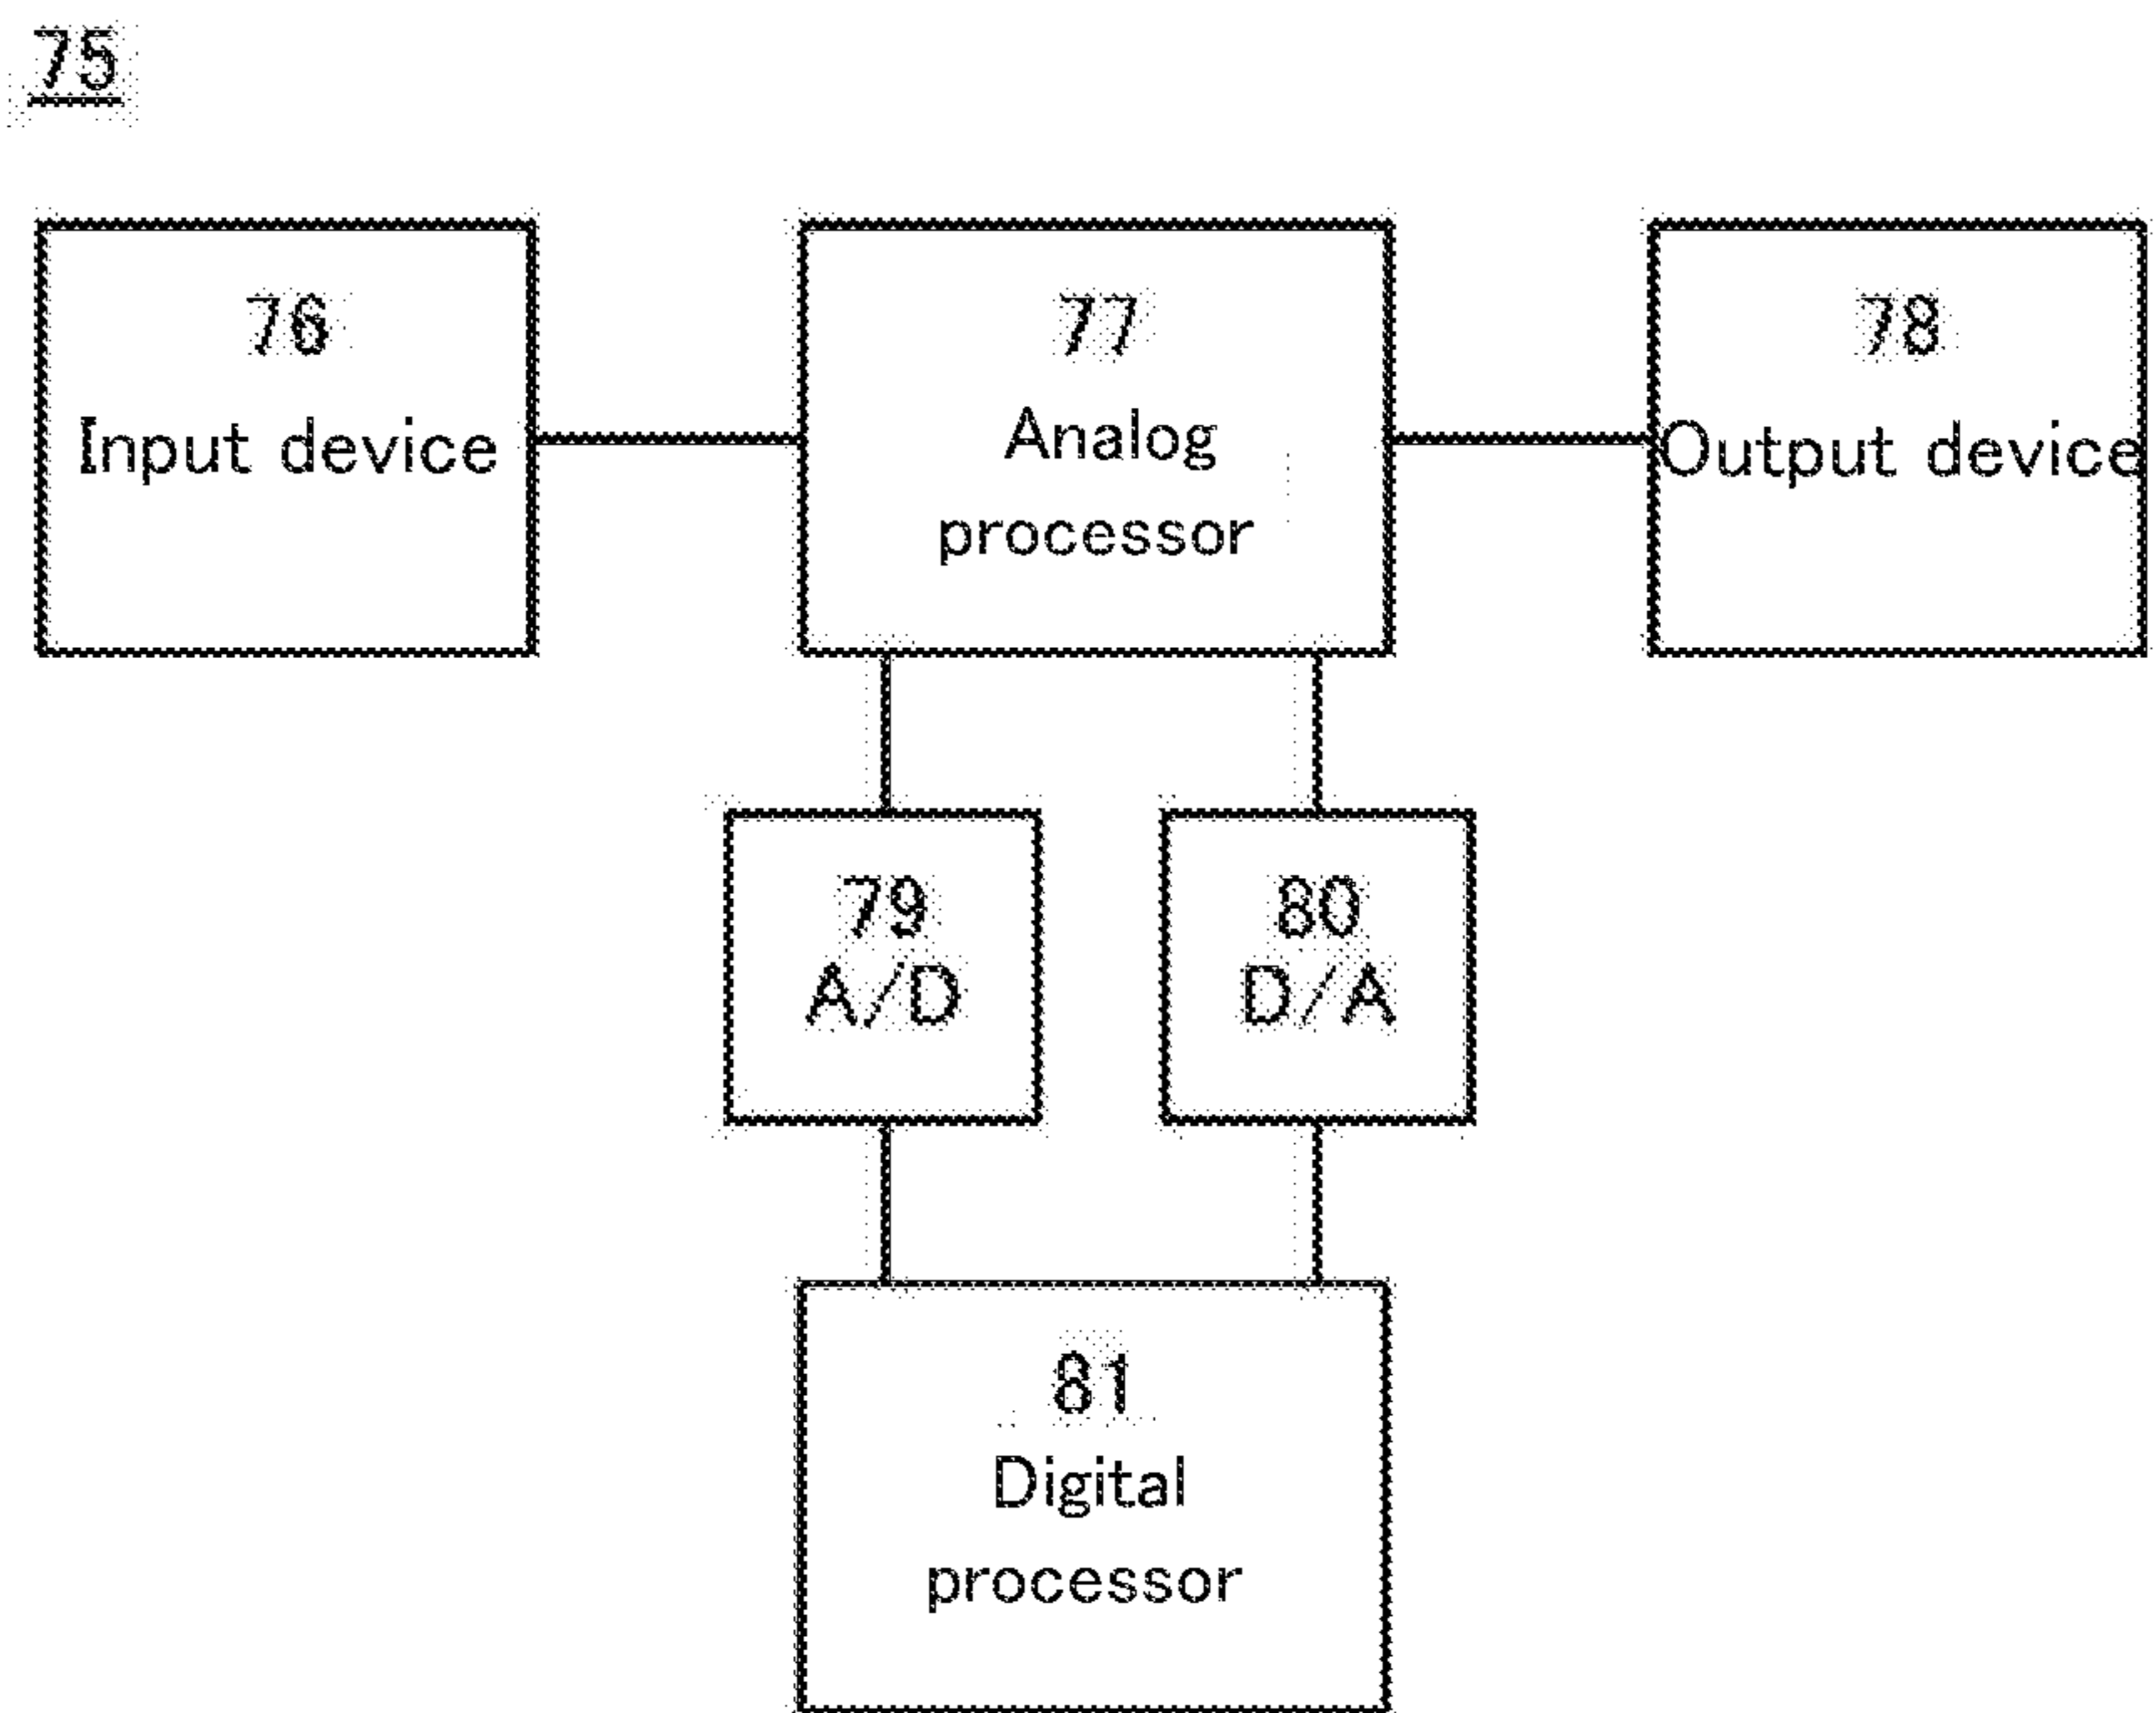 75
76
Input device
77
Analog
processor
78
Output device
79
A/D
80
D/A
81
Digital
processor